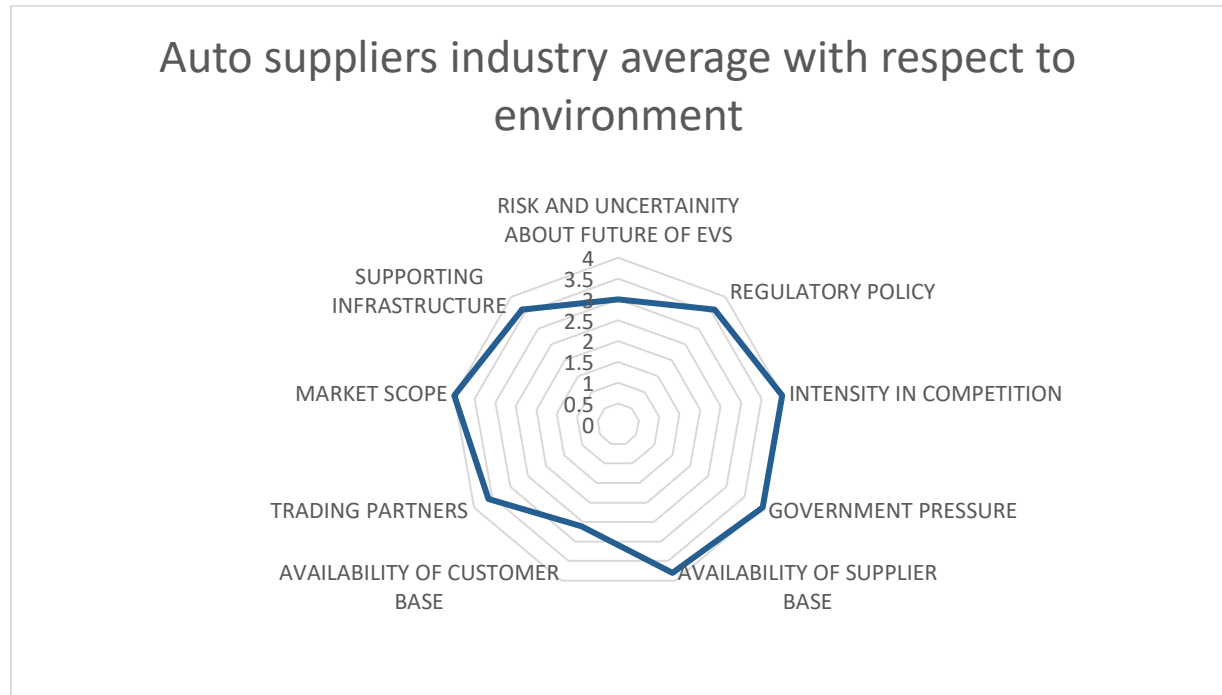 Auto suppliers industry average with respect to
environment
RISK AND UNCERTAINITY
ABOUT FUTURE OF EVS
REGULATORY POLICY
INTENSITY IN COMPETITION
GOVERNMENT PRESSURE
AVAILABILITY OF SUPPLIER
BASE
AVAILABILITY OF CUSTOMER
BASE
TRADING PARTNERS
MARKET SCOPE
SUPPORTING
INFRASTRUCTURE
4
3.5
3
2.5
2
1.5
1
0.5
0